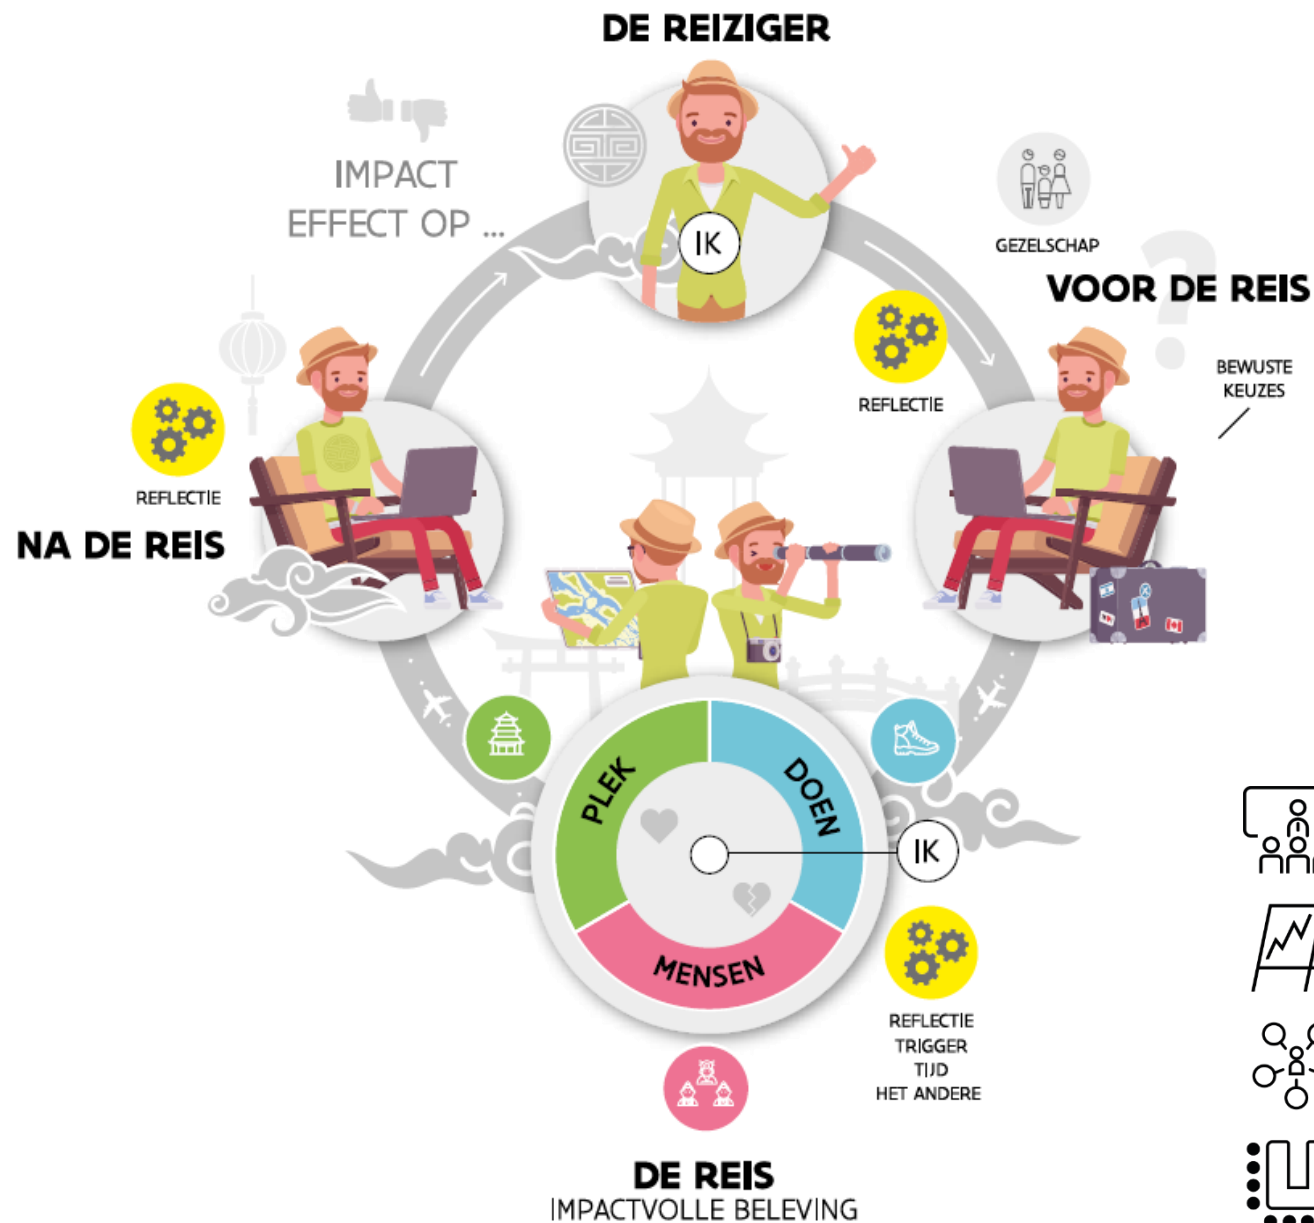 DE REIZIGER
IMPACT
EFFECT OP ...
IK
GEZELSCHAP
VOOR DE REIS
?
BEWUSTE
KEUZES
REFLECTIE
REFLECTIE
NA DE REIS
PLEK
DOEN
MENSEN
IK
REFLECTIE
TRIGGER
TIJD
HET ANDERE
DE REIS
IMPACTVOLLE BELEVING